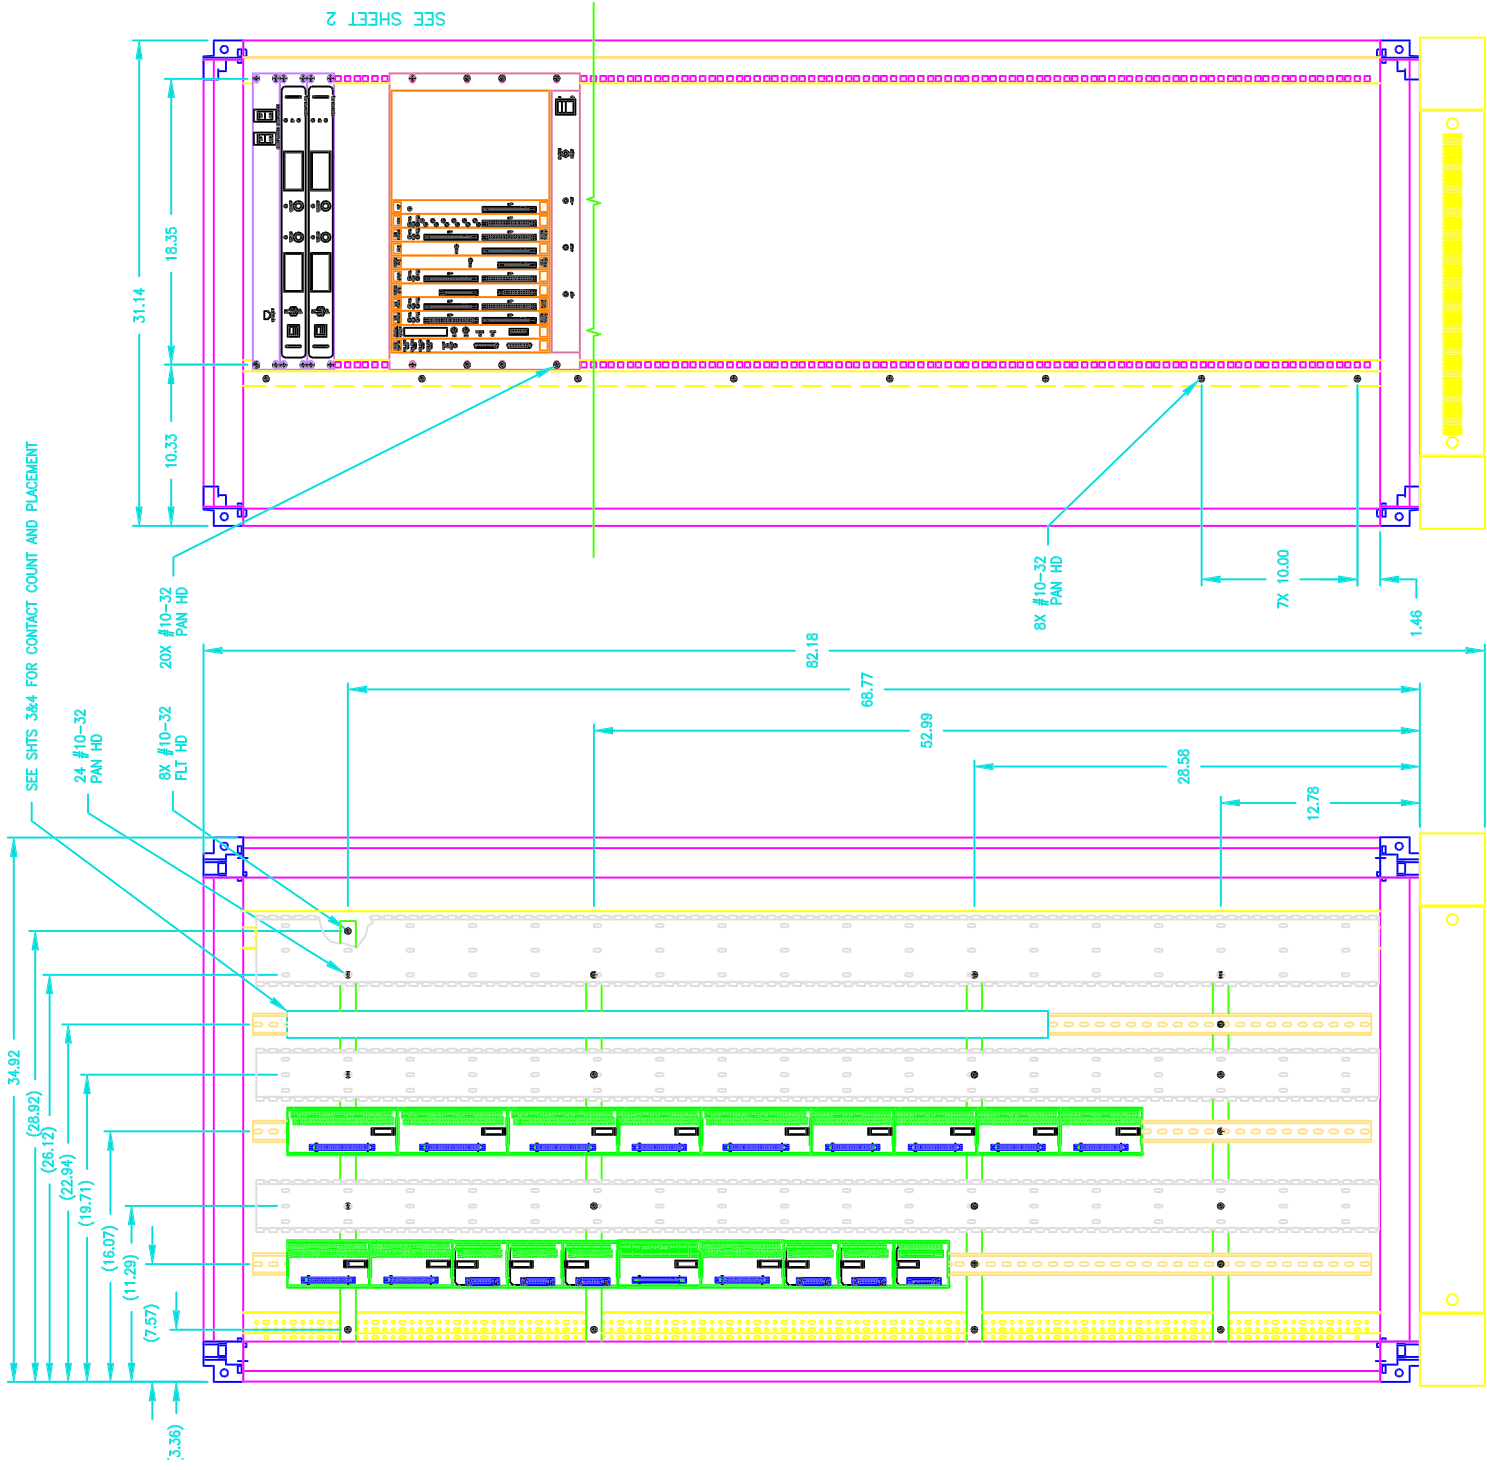 SEE SHEET 2
31.14
18.35
10.33
SEE SHTS 3&4 FOR CONTACT COUNT AND PLACEMENT
20X #10-32
PAN HD
8X #10-32
PAN HD
7X 10.00
1.46
24 #10-32
PAN HD
8X #10-32
FLT HD
82.18
68.77
52.99
28.58
12.78
34.92
(28.92)
(26.12)
(22.94)
(19.71)
(16.07)
(11.29)
(7.57)
(3.36)